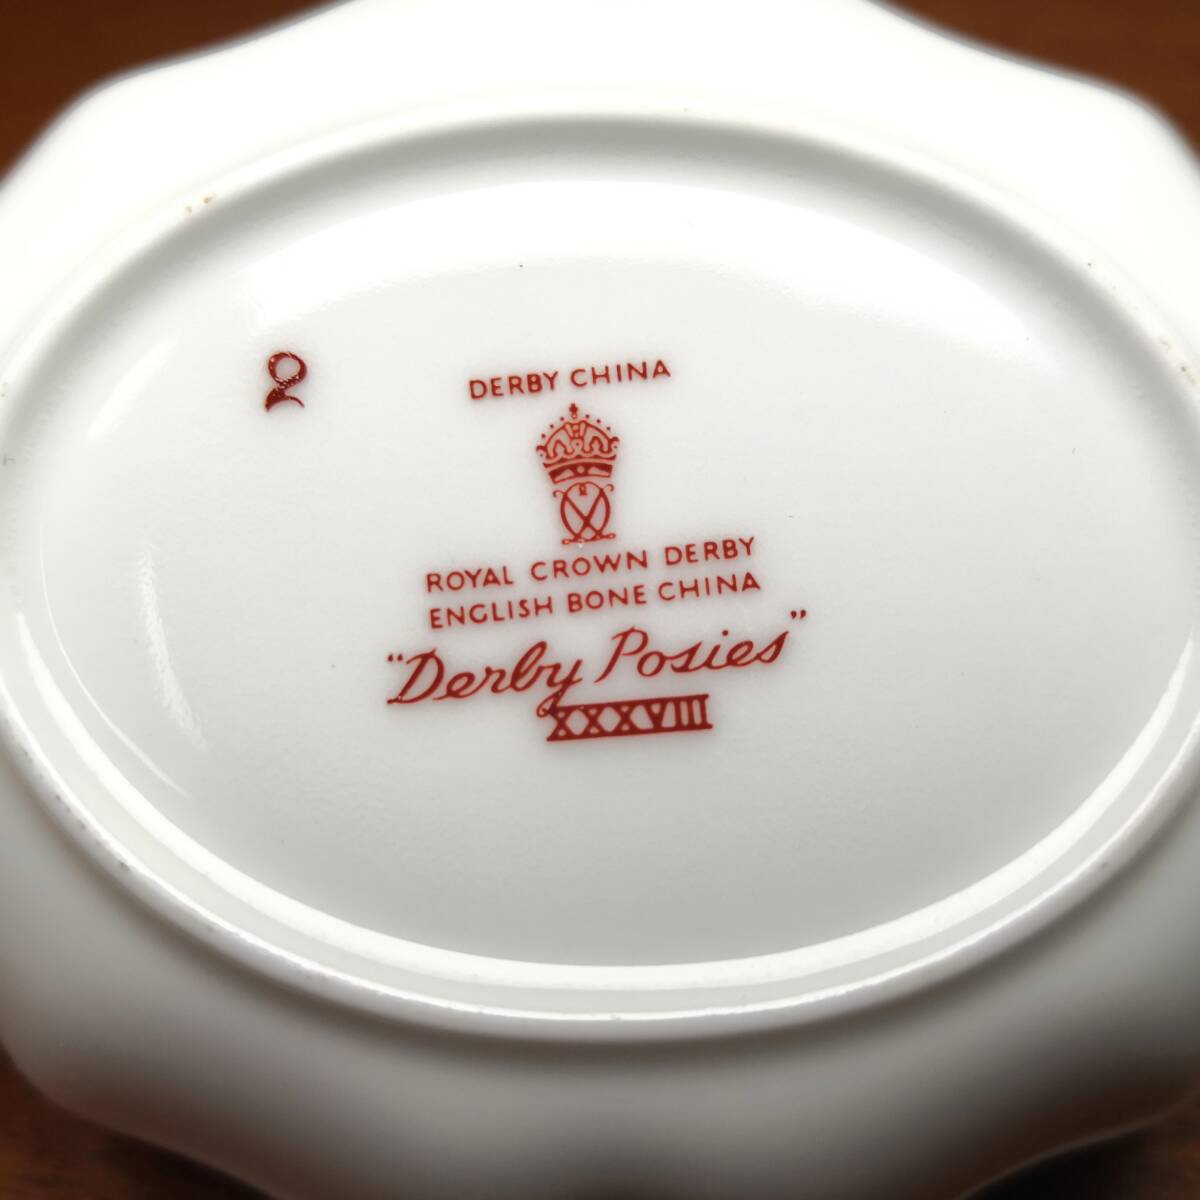 DERBY CHINA
ROYAL CROWN DERBY
ENGLISH BONE CHINA
"Derby Posies"
XXXVIII